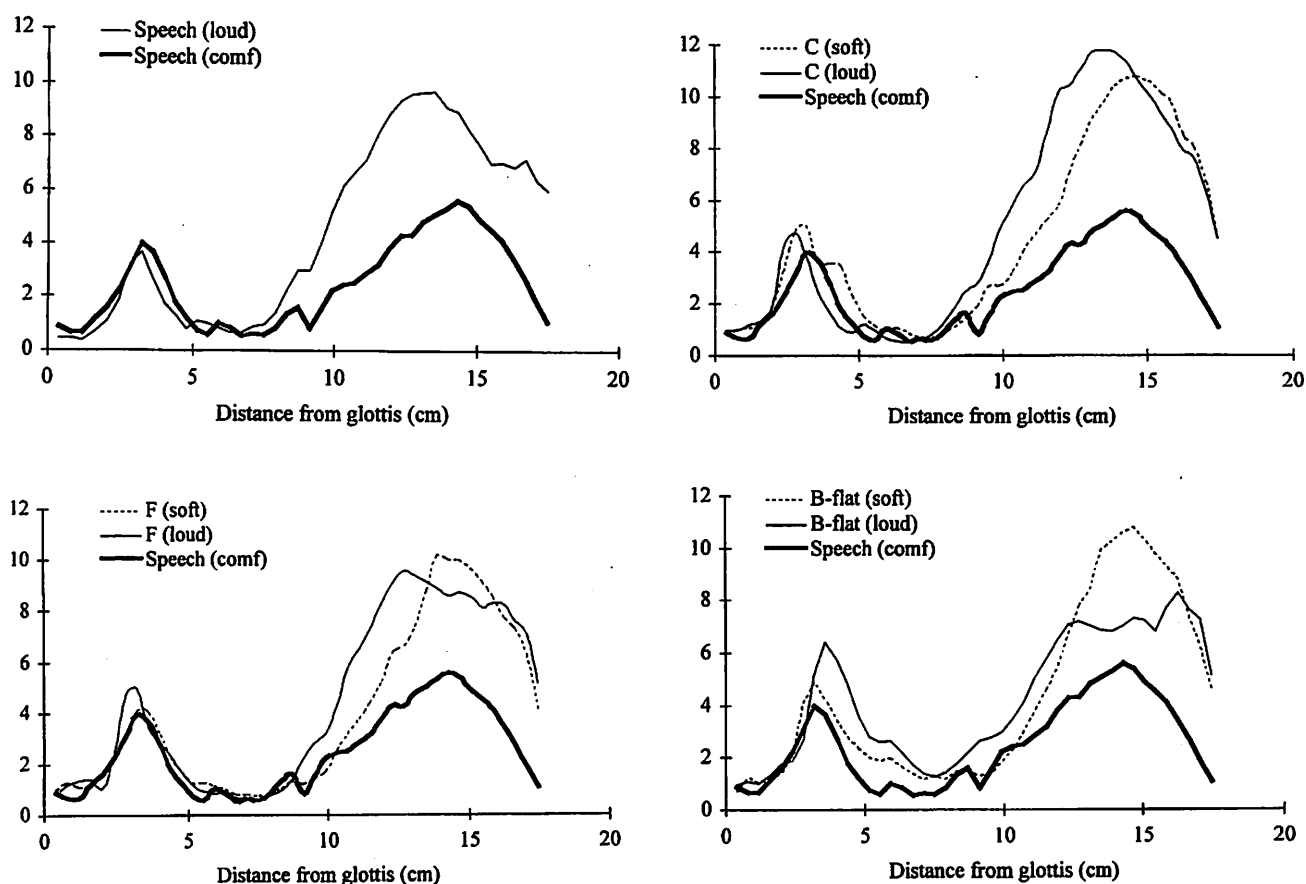 12
10
8
6
4
2
0
Speech (loud)
Speech (comf)
0 5 10 15 20
Distance from glottis (cm)
12
10
8
6
4
2
0
C (soft)
C (loud)
Speech (comf)
0 5 10 15 20
Distance from glottis (cm)
12
10
8
6
4
2
0
F (soft)
F (loud)
Speech (comf)
0 5 10 15 20
Distance from glottis (cm)
12
10
8
6
4
2
0
B-flat (soft)
B-flat (loud)
Speech (comf)
0 5 10 15 20
Distance from glottis (cm)